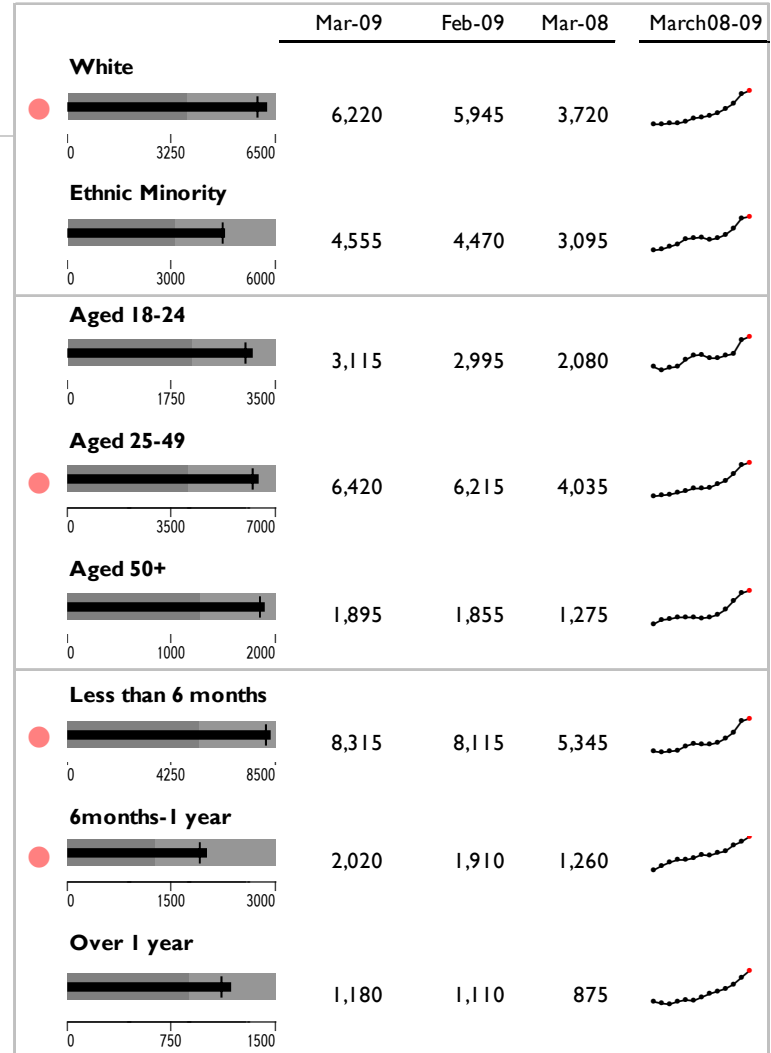 Mar-09 Feb-09 Mar-08 March08-09
White
6,220 5,945 3,720
0 3250 6500
Ethnic Minority
4,555 4,470 3,095
0 3000 6000
Aged 18-24
3,115 2,995 2,080
0 1750 3500
Aged 25-49
6,420 6,215 4,035
0 3500 7000
Aged 50+
1,895 1,855 1,275
0 1000 2000
Less than 6 months
8,315 8,115 5,345
0 4250 8500
6months-1 year
2,020 1,910 1,260
0 1500 3000
Over 1 year
1,180 1,110 875
0 750 1500